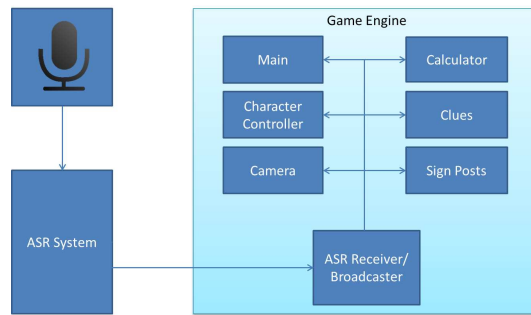 Game Engine
Main
Calculator
Character
Controller
Clues
Camera
Sign Posts
ASR System
ASR Receiver/
Broadcaster